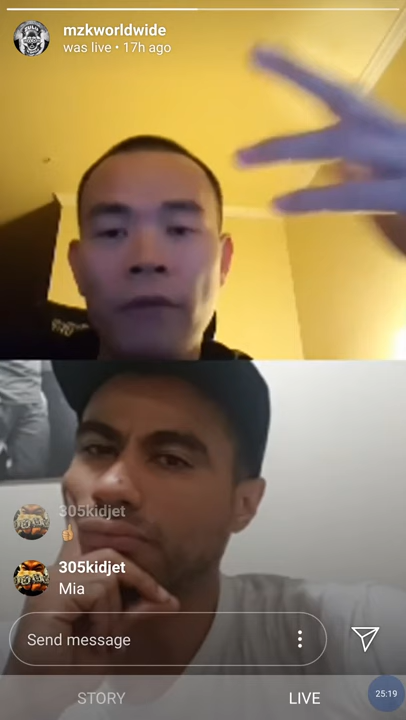 mzkworldwide
was live • 17h ago
305kidjet
👍
305kidjet
Mia
Send message
STORY
LIVE
25:19